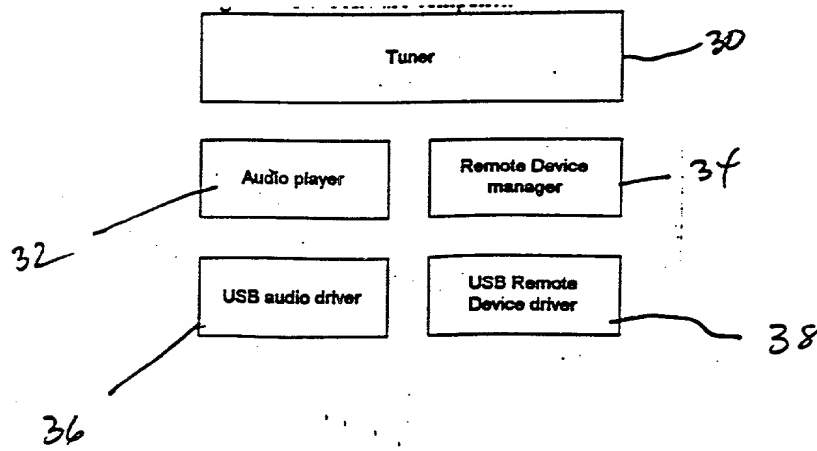 Tuner
30
Audio player
Remote Device
manager
34
32
USB audio driver
USB Remote
Device driver
38
36